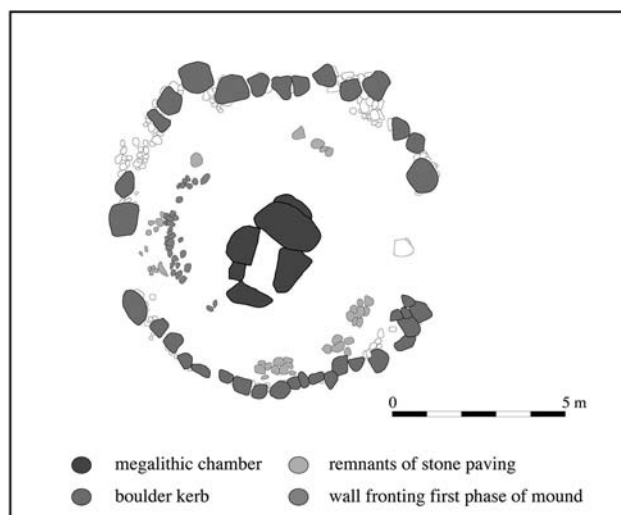 0 5 m
megalithic chamber remnants of stone paving
boulder kerb wall fronting first phase of mound